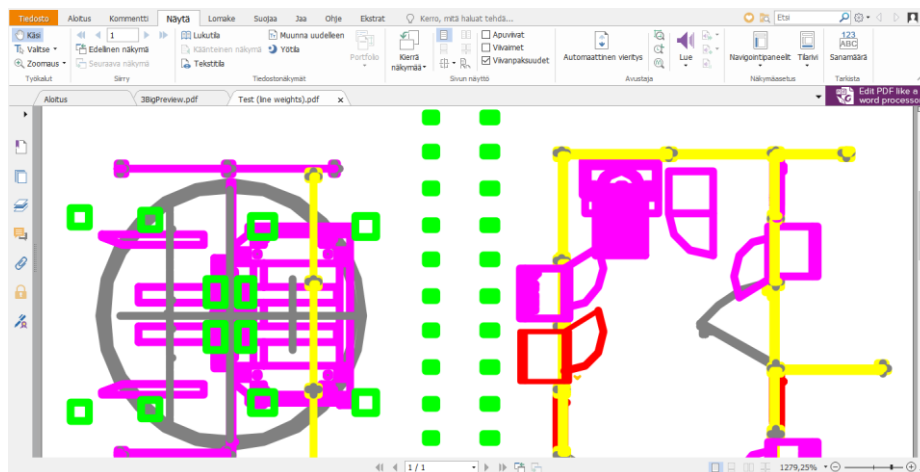 Tiedosto Aloitus Kommentti Näytä Lomake Suojaa Jaa Ohje Ekstrat Kerro, mitä haluat tehdä... Etsi
Käsi 1 Lukutila Muunna uudelleen Apuviivat 123
Valitse Edellinen näkymä Käänteinen näkymä Yötila Portfolio Kierrä Viivaimet Automaattinen vieritys Lue Navigointipaneelit Tilarivi ABC
Zoomaus Seuraava näkymä Tekstitila näkymää Viivanpaksuudet Sanamäärä
Työkalut Siirry Tiedostonäkymät Sivun näyttö Avustaja Näkymäasetus Tarkista
Aloitus 3BigPreview.pdf Test (line weights).pdf x Edit PDF like a
word processo
1 / 1 1279,25%